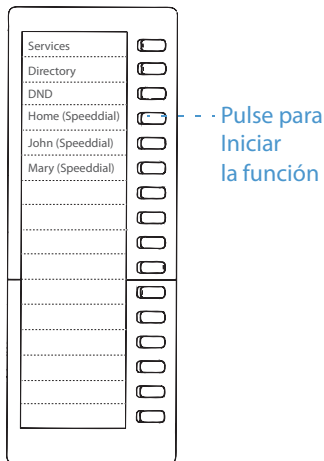 Services
Directory
DND
Home (Speeddial)
John (Speeddial)
Mary (Speeddial)
Pulse para
Iniciar
la función